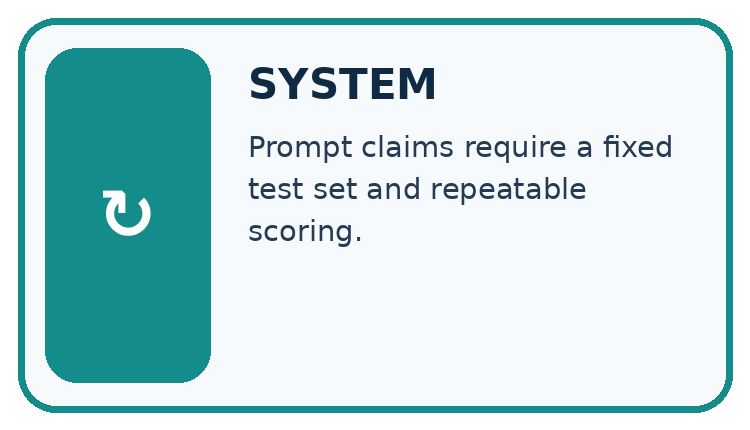 SYSTEM
Prompt claims require a fixed
test set and repeatable
scoring.